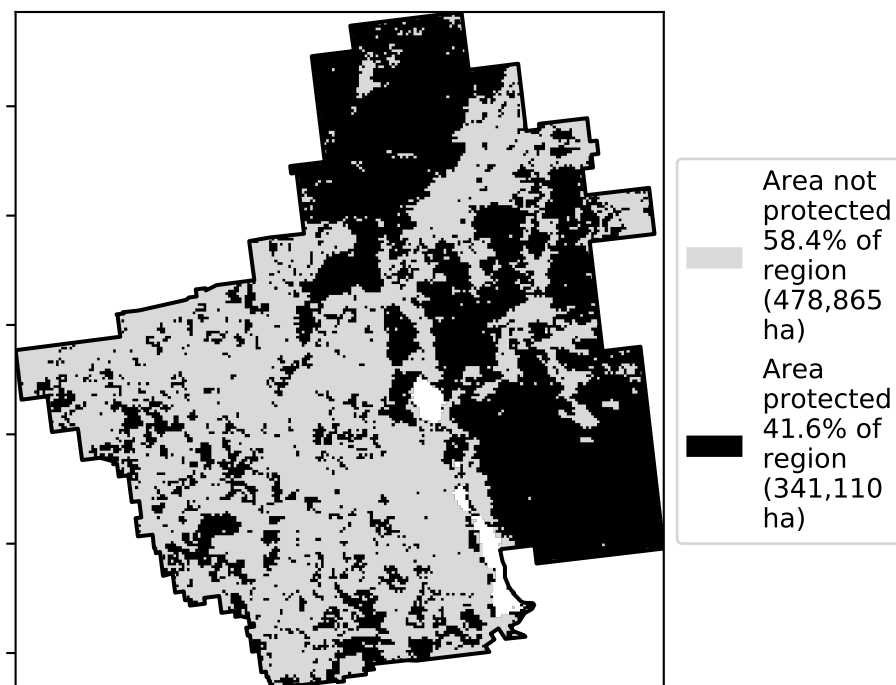 Area not
protected
58.4% of
region
(478,865
ha)
Area
protected
41.6% of
region
(341,110
ha)